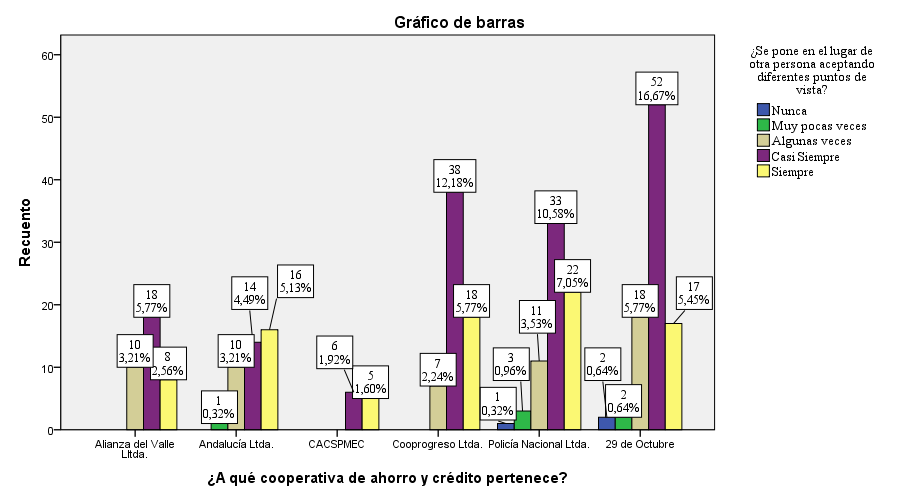 Gráfico de barras
¿Se pone en el lugar de
otra persona aceptando
diferentes puntos de
vista?
Nunca
Muy pocas veces
Algunas veces
Casi Siempre
Siempre
Recuento
60
50
40
30
20
10
0
10
3,21%
18
5,77%
8
2,56%
1
0,32%
10
3,21%
14
4,49%
16
5,13%
6
1,92%
5
1,60%
7
2,24%
38
12,18%
18
5,77%
1
0,32%
3
0,96%
11
3,53%
33
10,58%
22
7,05%
2
0,64%
2
0,64%
18
5,77%
52
16,67%
17
5,45%
Alianza del Valle
Lltda.
Andalucía Ltda.
CACSPMEC
Cooprogreso Ltda.
Policía Nacional Ltda.
29 de Octubre
¿A qué cooperativa de ahorro y crédito pertenece?